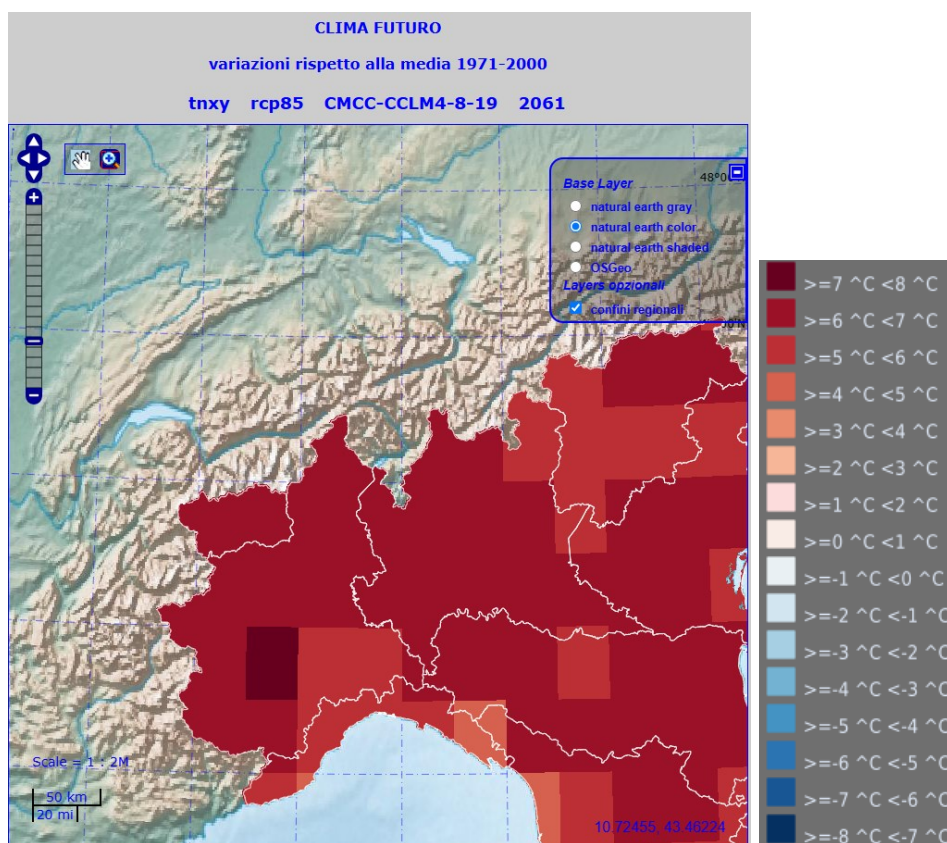 CLIMA FUTURO
variazioni rispetto alla media 1971-2000
tnxy rcp85 CMCC-CCLM4-8-19 2061
Base Layer
natural earth gray
natural earth color
natural earth shaded
OSGeo
Layers opzionali
confini regionali
Scale = 1 : 2M
50 km
20 mi
10.72455, 43.46224
>=7 ^C <8 ^C
>=6 ^C <7 ^C
>=5 ^C <6 ^C
>=4 ^C <5 ^C
>=3 ^C <4 ^C
>=2 ^C <3 ^C
>=1 ^C <2 ^C
>=0 ^C <1 ^C
>=-1 ^C <0 ^C
>=-2 ^C <-1 ^C
>=-3 ^C <-2 ^C
>=-4 ^C <-3 ^C
>=-5 ^C <-4 ^C
>=-6 ^C <-5 ^C
>=-7 ^C <-6 ^C
>=-8 ^C <-7 ^C